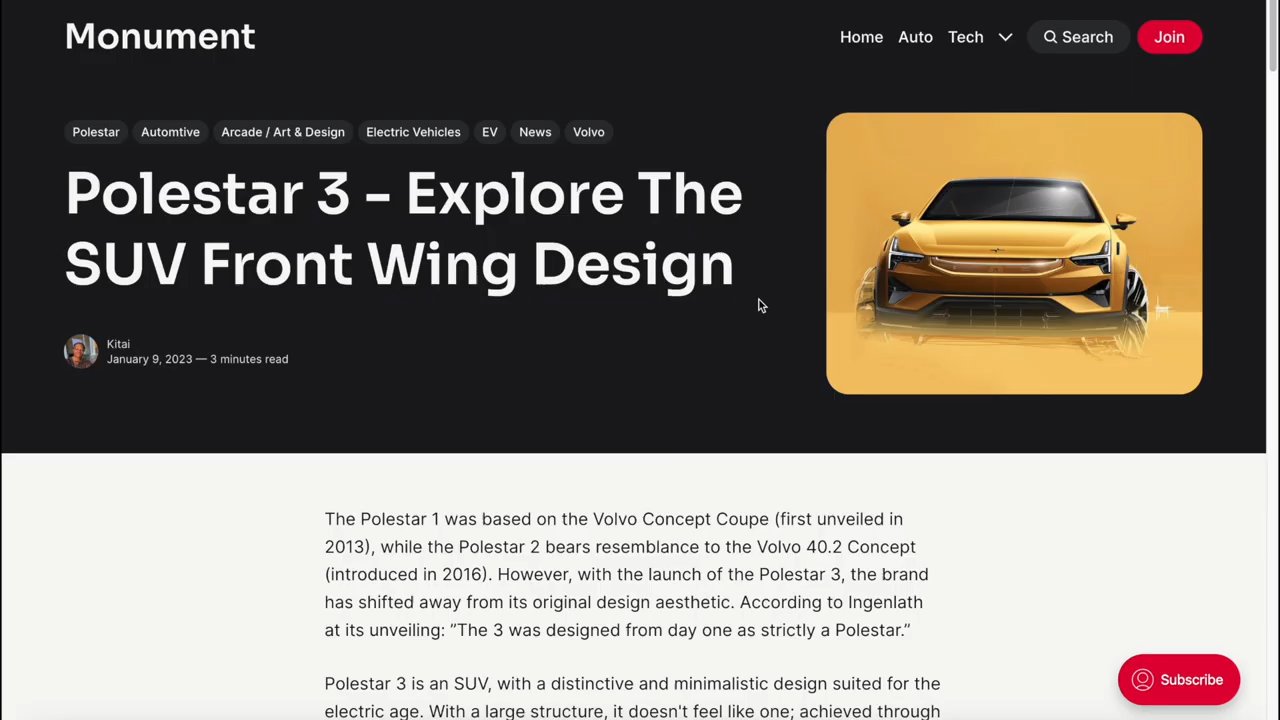 Monument
Home Auto Tech Search Join
Polestar Automtive Arcade / Art & Design Electric Vehicles EV News Volvo
Polestar 3 – Explore The
SUV Front Wing Design
Kitai
January 9, 2023 — 3 minutes read
The Polestar 1 was based on the Volvo Concept Coupe (first unveiled in
2013), while the Polestar 2 bears resemblance to the Volvo 40.2 Concept
(introduced in 2016). However, with the launch of the Polestar 3, the brand
has shifted away from its original design aesthetic. According to Ingenlath
at its unveiling: ”The 3 was designed from day one as strictly a Polestar.”
Polestar 3 is an SUV, with a distinctive and minimalistic design suited for the
electric age. With a large structure, it doesn't feel like one; achieved through
Subscribe